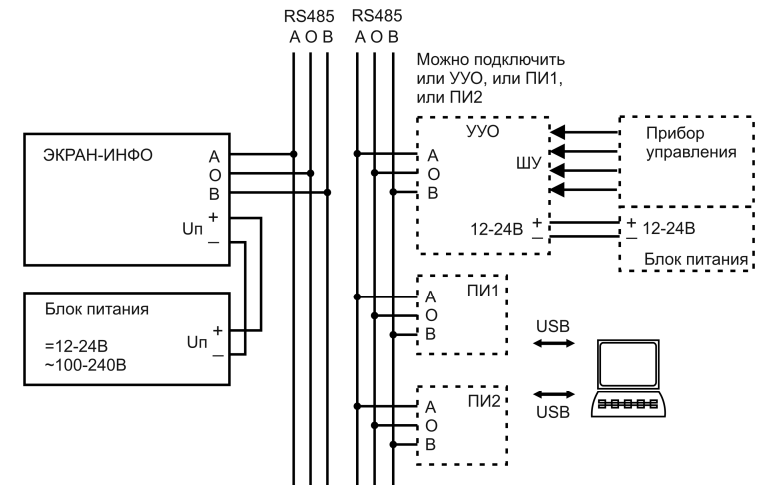 RS485 RS485
А О В А О В
Можно подключить
или УУО, или ПИ1,
или ПИ2
ЭКРАН-ИНФО
А
О
В
+
Uп
–
Блок питания
=12-24В
~100-240В
+
Uп
–
УУО
А
О
В
ШУ
12-24В
+
–
Прибор
управления
+
–
12-24В
Блок питания
ПИ1
А
О
В
USB
ПИ2
А
О
В
USB